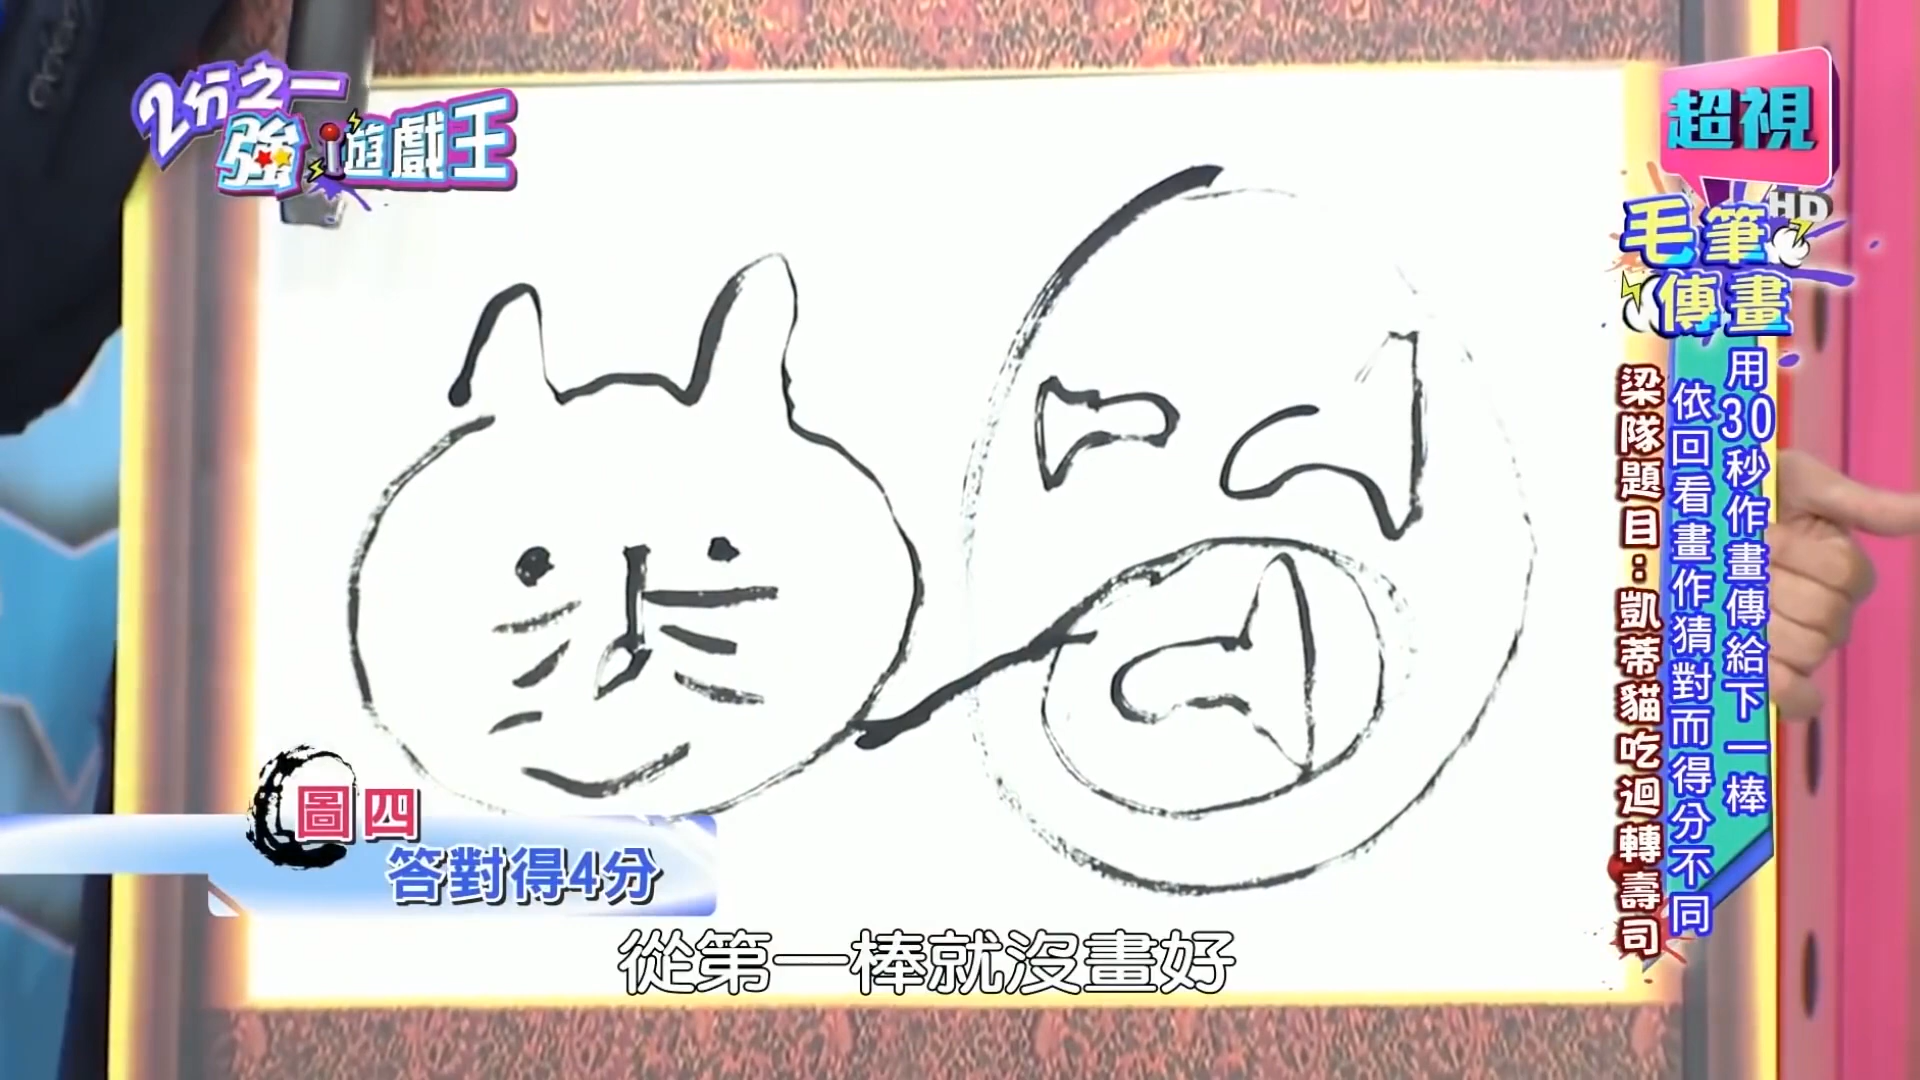 2分之一
強
遊戲王
超視
HD
毛筆
傳畫
用30秒作畫傳給下一棒
依回看畫作猜對而得分不同
梁隊題目:凱蒂貓吃迴轉壽司
圖四
答對得4分
從第一棒就沒畫好